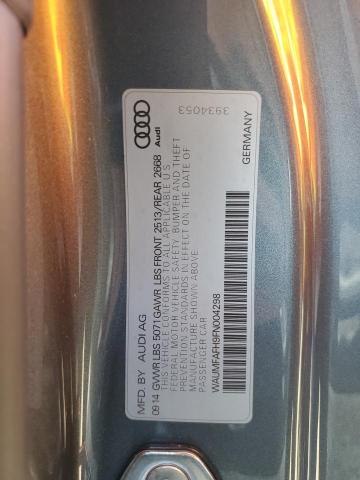 MFD. BY AUDI AG
09 14 GVWR LBS 5071 GAWR LBS FRONT 2513/REAR 2668
THIS VEHICLE CONFORMS TO ALL APPLICABLE U S
FEDERAL MOTOR VEHICLE SAFETY, BUMPER AND THEFT
PREVENTION STANDARDS IN EFFECT ON THE DATE OF
MANUFACTURE SHOWN ABOVE.
PASSENGER CAR
WAUMFAFH9FN004298
GERMANY
Audi
3934053